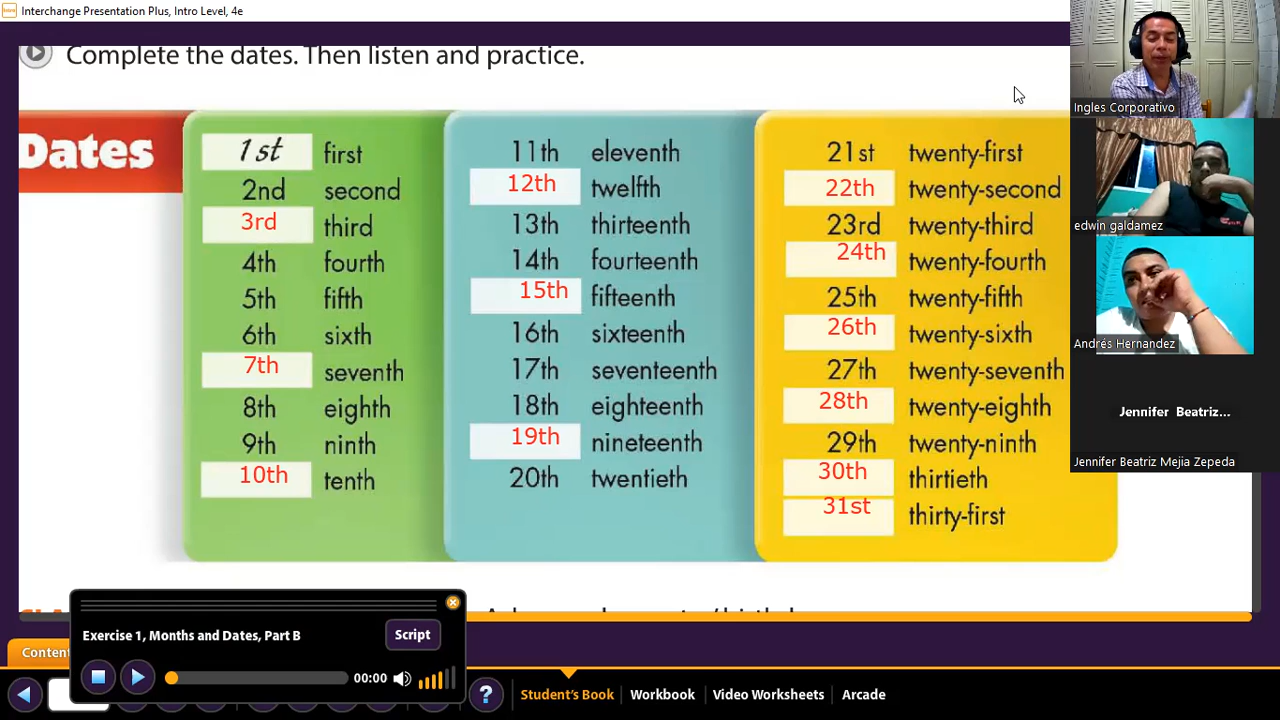 Interchange Presentation Plus, Intro Level, 4e
Complete the dates. Then listen and practice.
Dates
1st first
2nd second
3rd third
4th fourth
5th fifth
6th sixth
7th seventh
8th eighth
9th ninth
10th tenth
11th eleventh
12th twelfth
13th thirteenth
14th fourteenth
15th fifteenth
16th sixteenth
17th seventeenth
18th eighteenth
19th nineteenth
20th twentieth
21st twenty-first
22th twenty-second
23rd twenty-third
24th twenty-fourth
25th twenty-fifth
26th twenty-sixth
27th twenty-seventh
28th twenty-eighth
29th twenty-ninth
30th thirtieth
31st thirty-first
Ingles Corporativo
edwin galdamez
Andrés Hernandez
Jennifer Beatriz...
Jennifer Beatriz Mejia Zepeda
Exercise 1, Months and Dates, Part B
Script
00:00
Content
?
Student's Book
Workbook
Video Worksheets
Arcade